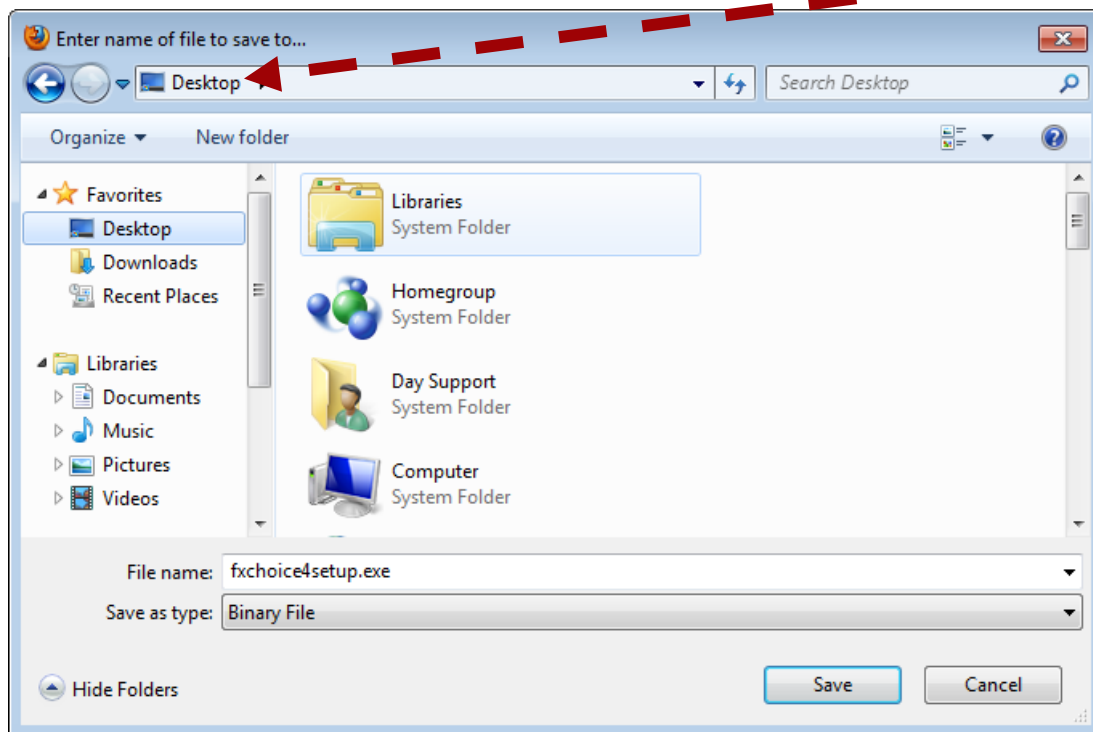 Enter name of file to save to...
Desktop
Search Desktop
Organize
New folder
Favorites
Desktop
Downloads
Recent Places
Libraries
Documents
Music
Pictures
Videos
Libraries
System Folder
Homegroup
System Folder
Day Support
System Folder
Computer
System Folder
File name: fxchoice4setup.exe
Save as type: Binary File
Hide Folders
Save
Cancel